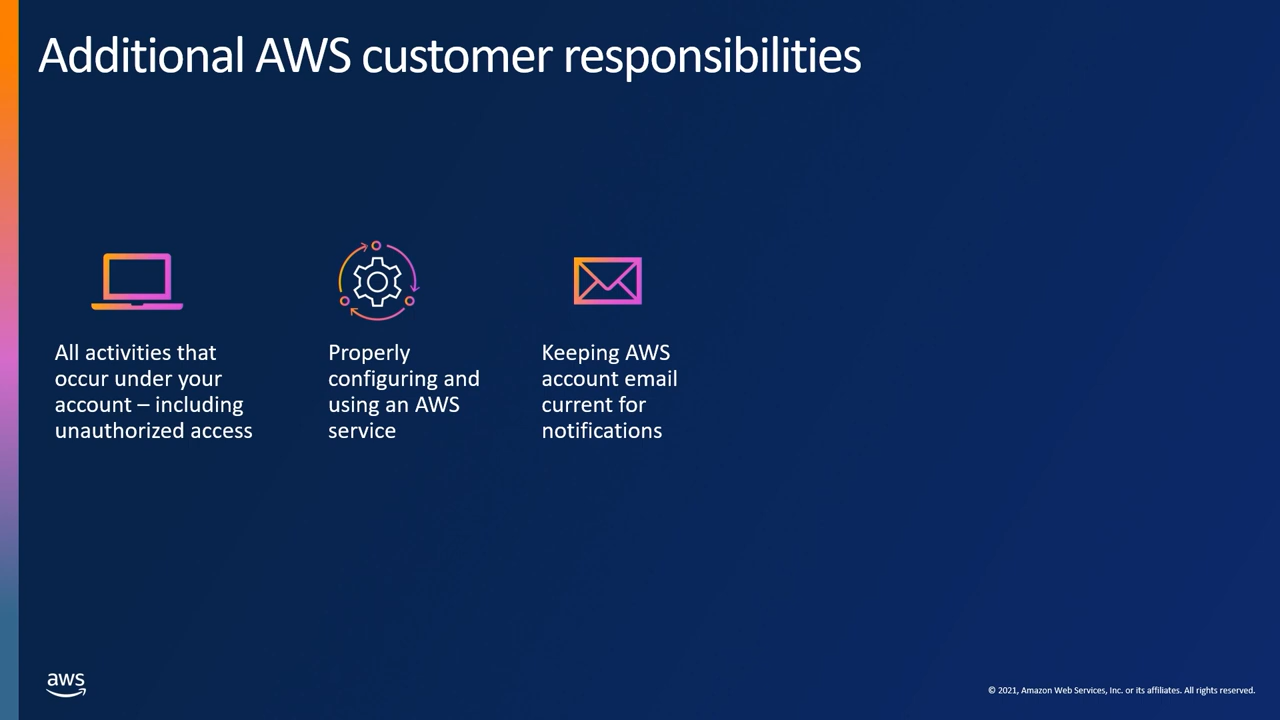 Additional AWS customer responsibilities
All activities that
occur under your
account – including
unauthorized access
Properly
configuring and
using an AWS
service
Keeping AWS
account email
current for
notifications
aws
© 2021, Amazon Web Services, Inc. or its affiliates. All rights reserved.